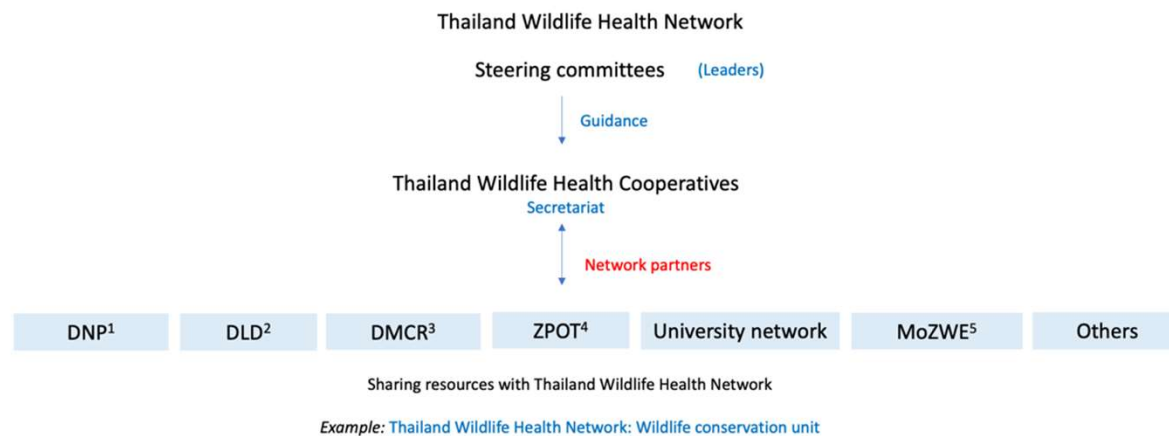 Thailand Wildlife Health Network
Steering committees (Leaders)
Guidance
Thailand Wildlife Health Cooperatives
Secretariat
Network partners
DNP¹ DLD² DMCR³ ZPOT⁴ University network MoZWE⁵ Others
Sharing resources with Thailand Wildlife Health Network
Example: Thailand Wildlife Health Network: Wildlife conservation unit